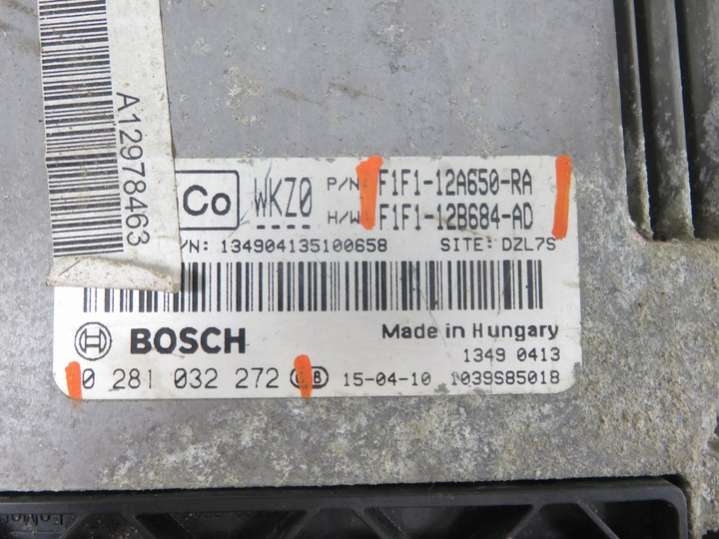 A12978463
Co WKZ0 P/N: F1F1-12A650-RA
H/W: F1F1-12B684-AD
/N: 134904135100658 SITE: DZL7S
BOSCH Made in Hungary
1349 0413
0 281 032 272 15-04-10 1039S85018